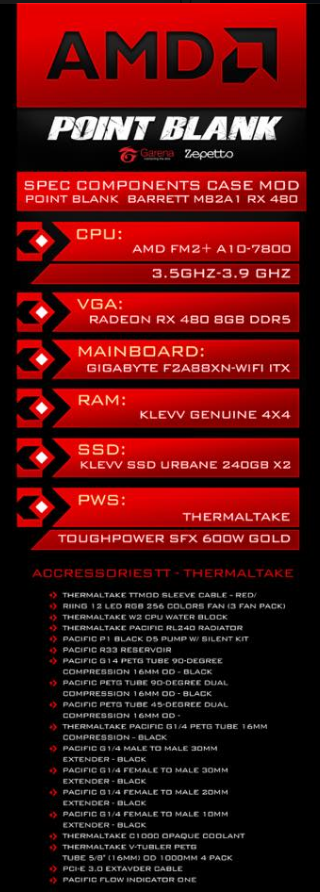 AMD
POINT BLANK
Garena Zepetto
SPEC COMPONENTS CASE MOD
POINT BLANK BARRETT M82A1 RX 480
CPU:
AMD FM2+ A10-7800
3.5GHZ-3.9 GHZ
VGA:
RADEON RX 480 8GB DDR5
MAINBOARD:
GIGABYTE F2A88XN-WIFI ITX
RAM:
KLEVV GENUINE 4X4
SSD:
KLEVV SSD URBANE 240GB X2
PWS:
THERMALTAKE
TOUGHPOWER SFX 600W GOLD
ACCRESSORIESTT - THERMALTAKE
THERMALTAKE TTMOD SLEEVE CABLE - RED/
RIING 12 LED RGB 256 COLORS FAN (3 FAN PACK)
THERMALTAKE W2 CPU WATER BLOCK
THERMALTAKE PACIFIC RL240 RADIATOR
PACIFIC P1 BLACK D5 PUMP W/ SILENT KIT
PACIFIC R33 RESERVOIR
PACIFIC G14 PETG TUBE 90-DEGREE
COMPRESSION 16MM OD - BLACK
PACIFIC PETG TUBE 90-DEGREE DUAL
COMPRESSION 16MM OD - BLACK
PACIFIC PETG TUBE 45-DEGREE DUAL
COMPRESSION 16MM OD -
THERMALTAKE PACIFIC G1/4 PETG TUBE 16MM
COMPRESSION - BLACK
PACIFIC G1/4 MALE TO MALE 30MM
EXTENDER - BLACK
PACIFIC G1/4 FEMALE TO MALE 30MM
EXTENDER - BLACK
PACIFIC G1/4 FEMALE TO MALE 20MM
EXTENDER - BLACK
PACIFIC G1/4 FEMALE TO MALE 10MM
EXTENDER - BLACK
THERMALTAKE C1000 OPAQUE COOLANT
THERMALTAKE V-TUBLER PETG
TUBE 5/8" (16MM) OD 1000MM 4 PACK
PCI-E 3.0 EXTAVDER CABLE
PACIFIC FLOW INDICATOR ONE